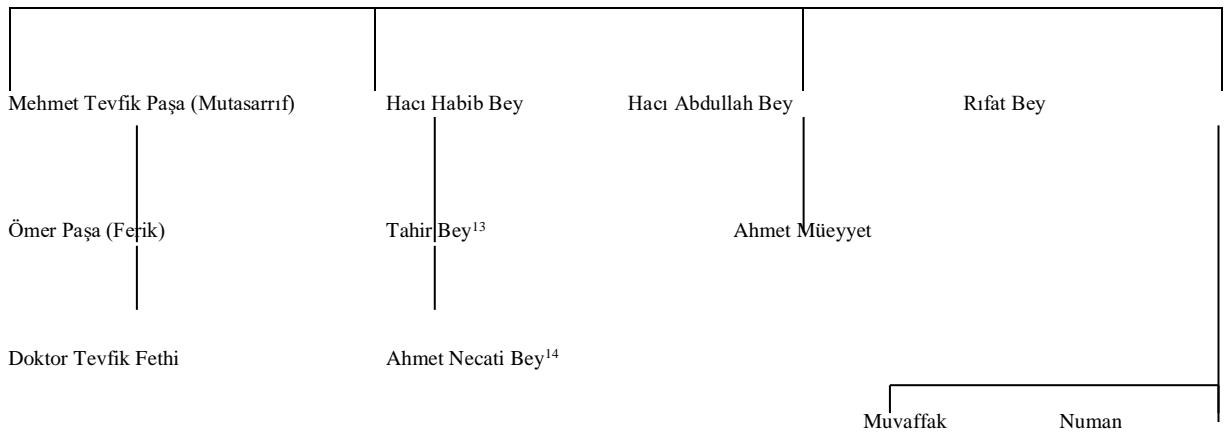 Mehmet Tevfik Paşa (Mutasarrıf) Hacı Habib Bey Hacı Abdullah Bey Rıfat Bey
Ömer Paşa (Ferik) Tahir Bey¹³ Ahmet Müeyyet
Doktor Tevfik Fethi Ahmet Necati Bey¹⁴
Muvaffak Numan